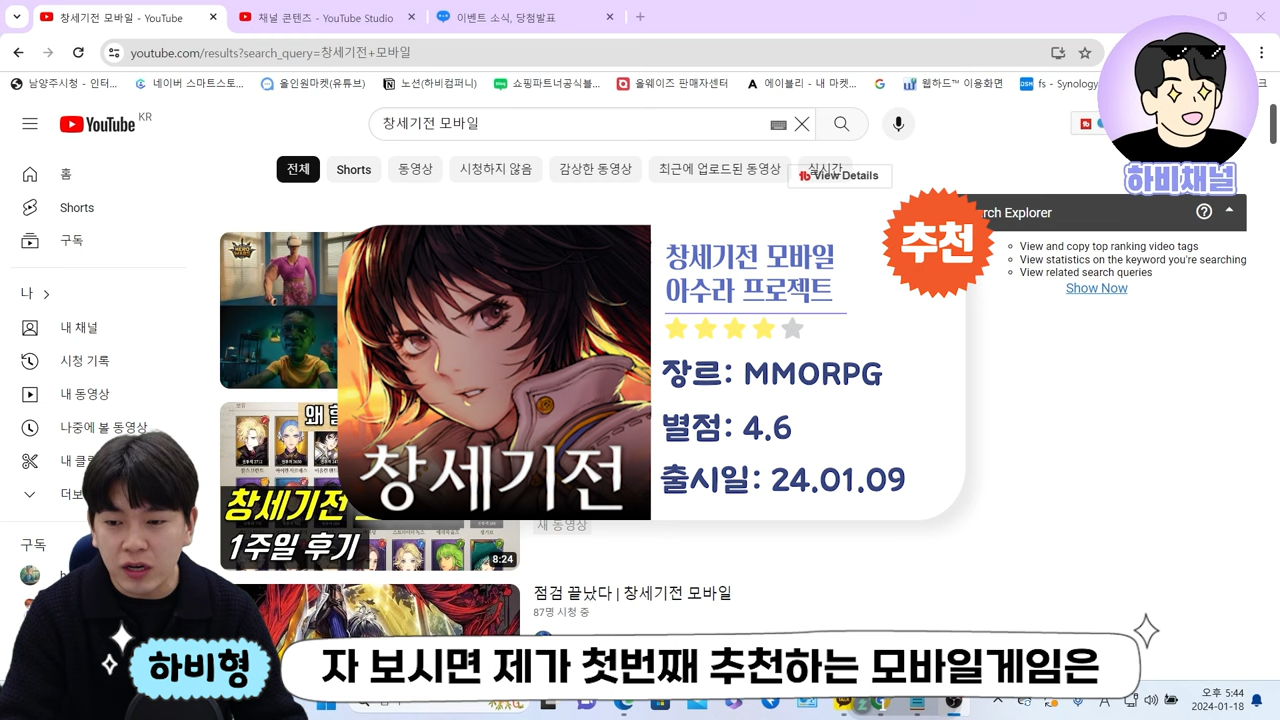 창세기전 모바일 - YouTube
채널 콘텐츠 - YouTube Studio
이벤트 소식, 당첨발표
youtube.com/results?search_query=창세기전+모바일
남양주시청 - 인터...
네이버 스마트스토...
올인원마켓(유튜브)
노션(하비컴퍼니)
쇼핑파트너공식블...
올웨이즈 판매자센터
에이블리 - 내 마켓...
웹하드™ 이용화면
fs - Synology
YouTube KR
창세기전 모바일
하비채널
전체
Shorts
동영상
시청하지 않음
감상한 동영상
최근에 업로드된 동영상
실시간
View Details
홈
Shorts
구독
나
내 채널
시청 기록
내 동영상
나중에 볼 동영상
내 클
더보
구독
추천
rch Explorer
View and copy top ranking video tags
View statistics on the keyword you're searching
View related search queries
Show Now
창세기전 모바일
아수라 프로젝트
장르: MMORPG
별점: 4.6
출시일: 24.01.09
창세기전
HERO WARS
왜 할
창세기전
1주일 후기
8:24
새 동영상
점검 끝났다 | 창세기전 모바일
87명 시청 중
하비형
자 보시면 제가 첫번째 추천하는 모바일게임은
오후 5:44
2024-01-18